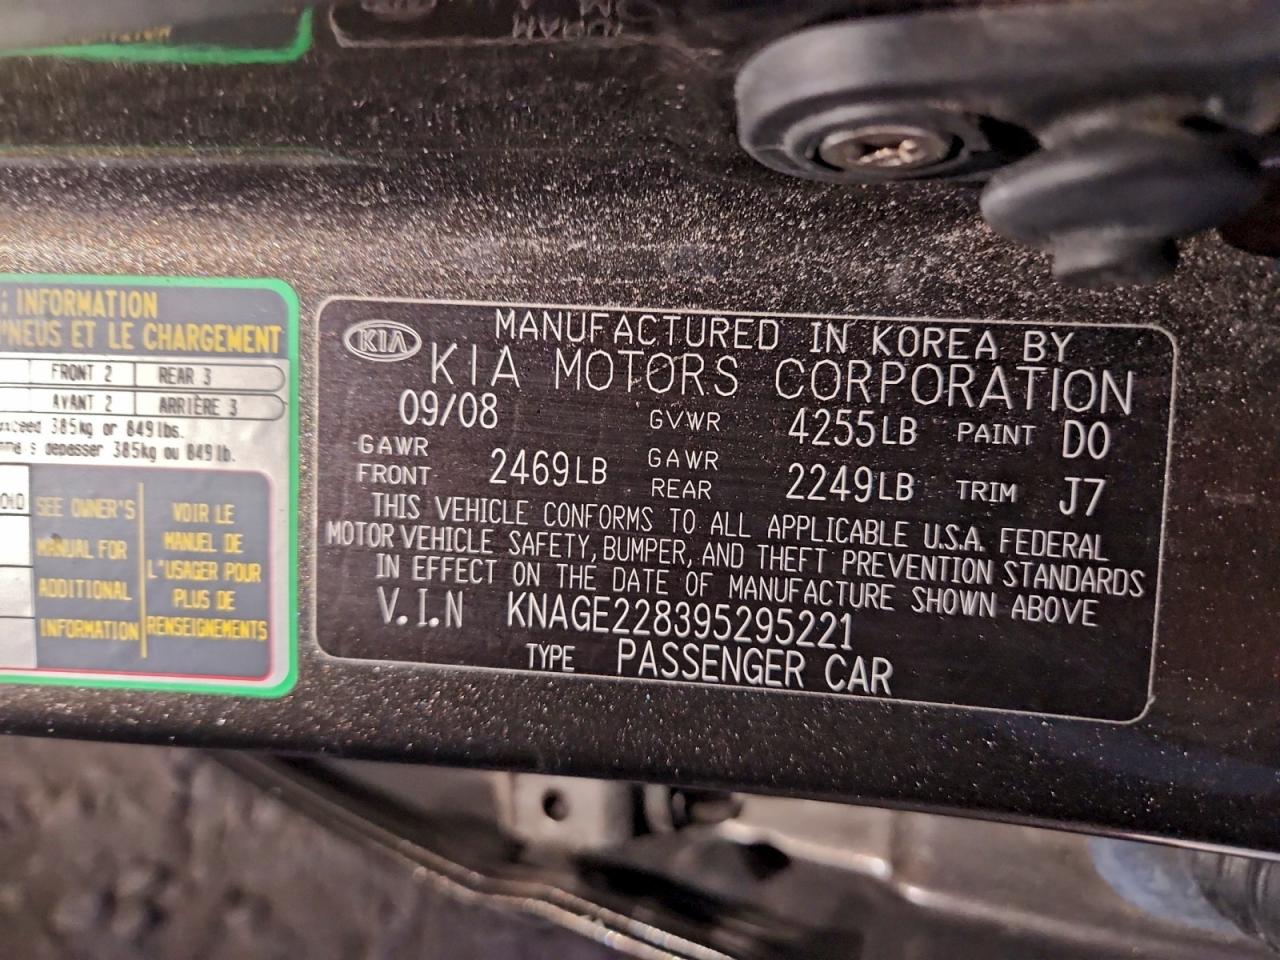 INFORMATION
PNEUS ET LE CHARGEMENT
FRONT 2 REAR 3
AVANT 2 ARRIÈRE 3
exceed 385kg or 849lbs.
depasser 385kg ou 849lb.
SEE OWNER'S
MANUAL FOR
ADDITIONAL
INFORMATION
VOIR LE
MANUEL DE
L'USAGER POUR
PLUS DE
RENSEIGNEMENTS
KIA
MANUFACTURED IN KOREA BY
KIA MOTORS CORPORATION
09/08 GVWR 4255LB PAINT D0
GAWR FRONT 2469LB GAWR REAR 2249LB TRIM J7
THIS VEHICLE CONFORMS TO ALL APPLICABLE U.S.A. FEDERAL
MOTOR VEHICLE SAFETY, BUMPER, AND THEFT PREVENTION STANDARDS
IN EFFECT ON THE DATE OF MANUFACTURE SHOWN ABOVE
V.I.N KNAGE228395295221
TYPE PASSENGER CAR